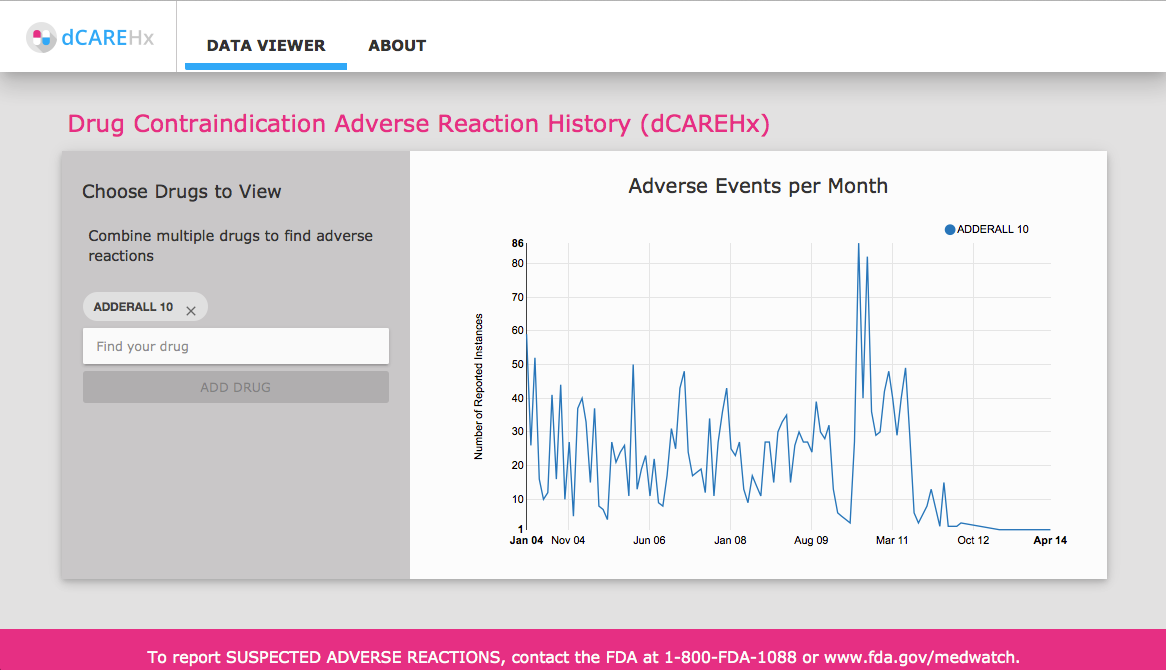 dCAREHx
DATA VIEWER
ABOUT
Drug Contraindication Adverse Reaction History (dCAREHx)
Choose Drugs to View
Combine multiple drugs to find adverse
reactions
ADDERALL 10
Find your drug
ADD DRUG
Adverse Events per Month
ADDERALL 10
Number of Reported Instances
86
80
70
60
50
40
30
20
10
1
Jan 04 Nov 04 Jun 06 Jan 08 Aug 09 Mar 11 Oct 12 Apr 14
To report SUSPECTED ADVERSE REACTIONS, contact the FDA at 1-800-FDA-1088 or www.fda.gov/medwatch.